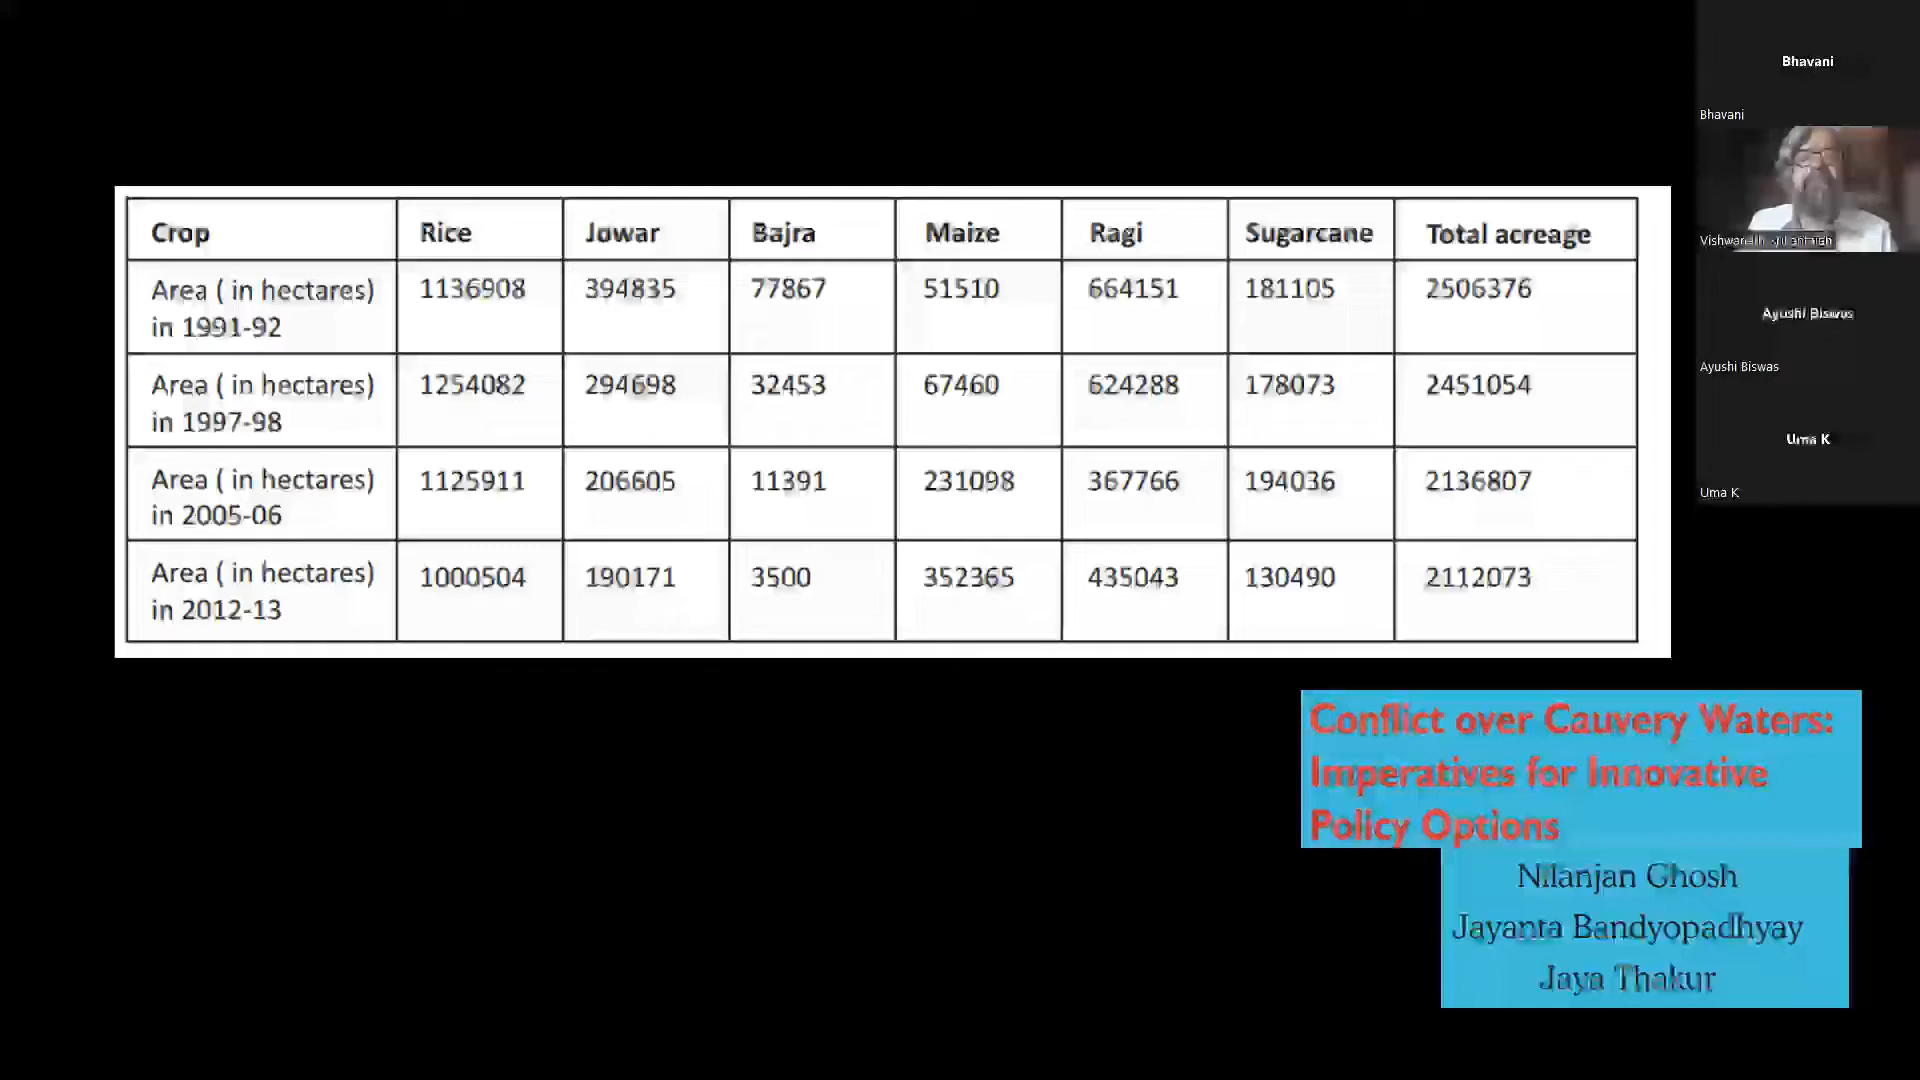 Crop Rice Jowar Bajra Maize Ragi Sugarcane Total acreage
Area ( in hectares) in 1991-92 1136908 394835 77867 51510 664151 181105 2506376
Area ( in hectares) in 1997-98 1254082 294698 32453 67460 624288 178073 2451054
Area ( in hectares) in 2005-06 1125911 206605 11391 231098 367766 194036 2136807
Area ( in hectares) in 2012-13 1000504 190171 3500 352365 435043 130490 2112073
Conflict over Cauvery Waters:
Imperatives for Innovative
Policy Options
Nilanjan Ghosh
Jayanta Bandyopadhyay
Jaya Thakur
Bhavani
Bhavani
Ayushi Biswas
Ayushi Biswas
Uma K
Uma K